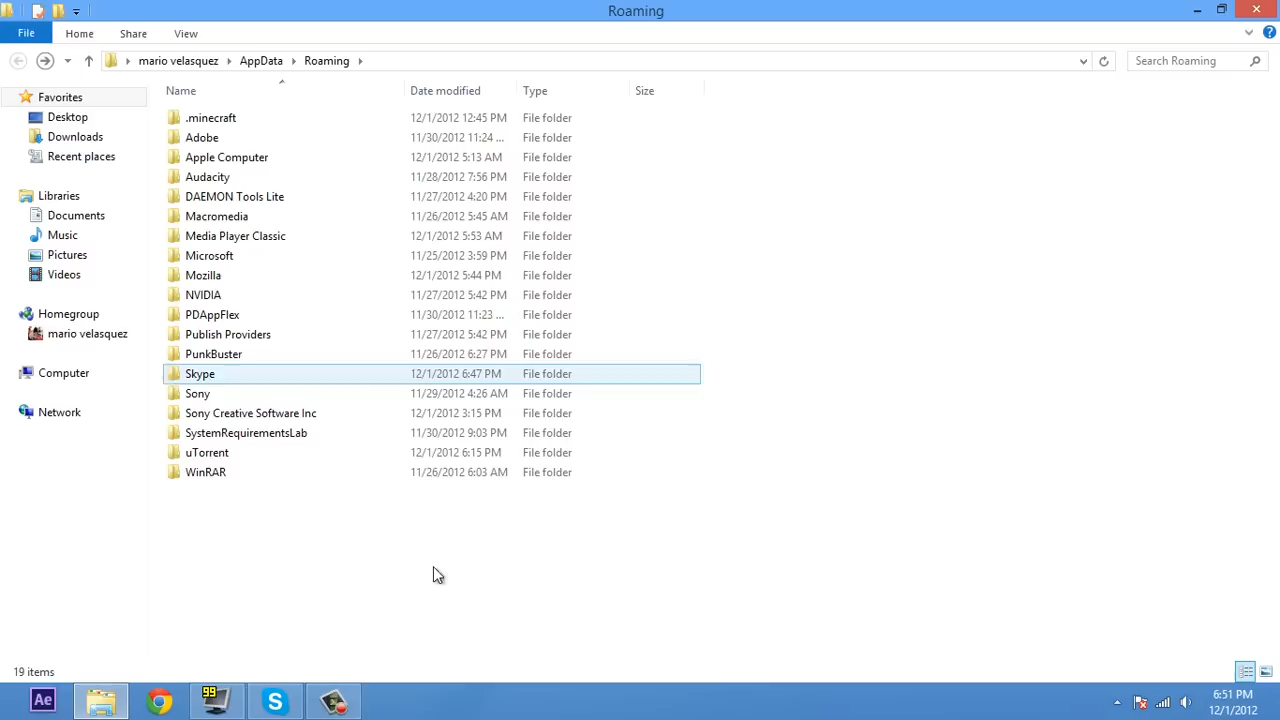 Roaming
File Home Share View
mario velasquez AppData Roaming Search Roaming
Name Date modified Type Size
Favorites
Desktop
Downloads
Recent places
Libraries
Documents
Music
Pictures
Videos
Homegroup
mario velasquez
Computer
Network
.minecraft 12/1/2012 12:45 PM File folder
Adobe 11/30/2012 11:24 ... File folder
Apple Computer 12/1/2012 5:13 AM File folder
Audacity 11/28/2012 7:56 PM File folder
DAEMON Tools Lite 11/27/2012 4:20 PM File folder
Macromedia 11/26/2012 5:45 AM File folder
Media Player Classic 12/1/2012 5:53 AM File folder
Microsoft 11/25/2012 3:59 PM File folder
Mozilla 12/1/2012 5:44 PM File folder
NVIDIA 11/27/2012 5:42 PM File folder
PDAppFlex 11/30/2012 11:23 ... File folder
Publish Providers 11/27/2012 5:42 PM File folder
PunkBuster 11/26/2012 6:27 PM File folder
Skype 12/1/2012 6:47 PM File folder
Sony 11/29/2012 4:26 AM File folder
Sony Creative Software Inc 12/1/2012 3:15 PM File folder
SystemRequirementsLab 11/30/2012 9:03 PM File folder
uTorrent 12/1/2012 6:15 PM File folder
WinRAR 11/26/2012 6:03 AM File folder
19 items
Ae 99 S
6:51 PM
12/1/2012